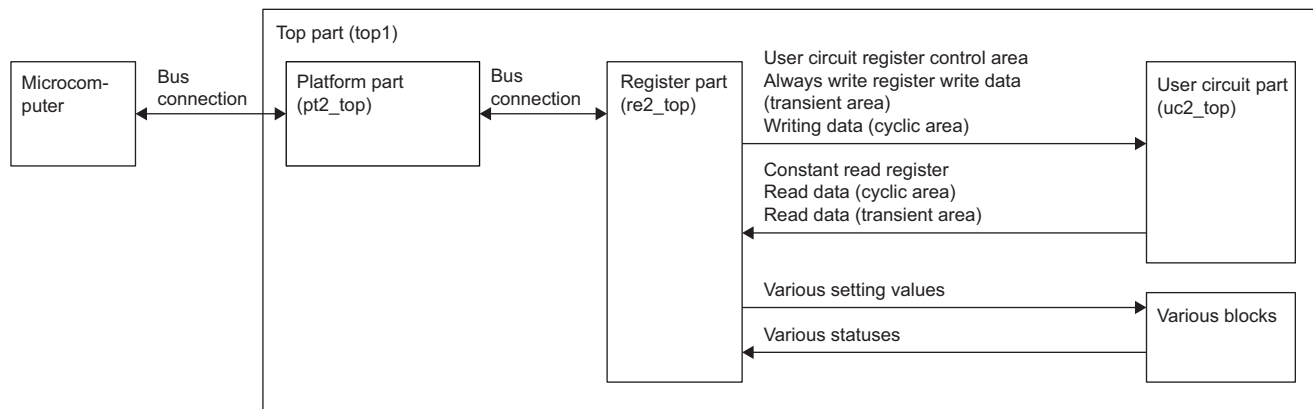 Top part (top1)
Microcom-
puter
Bus
connection
Platform part
(pt2_top)
Bus
connection
Register part
(re2_top)
User circuit register control area
Always write register write data
(transient area)
Writing data (cyclic area)
Constant read register
Read data (cyclic area)
Read data (transient area)
User circuit part
(uc2_top)
Various setting values
Various statuses
Various blocks